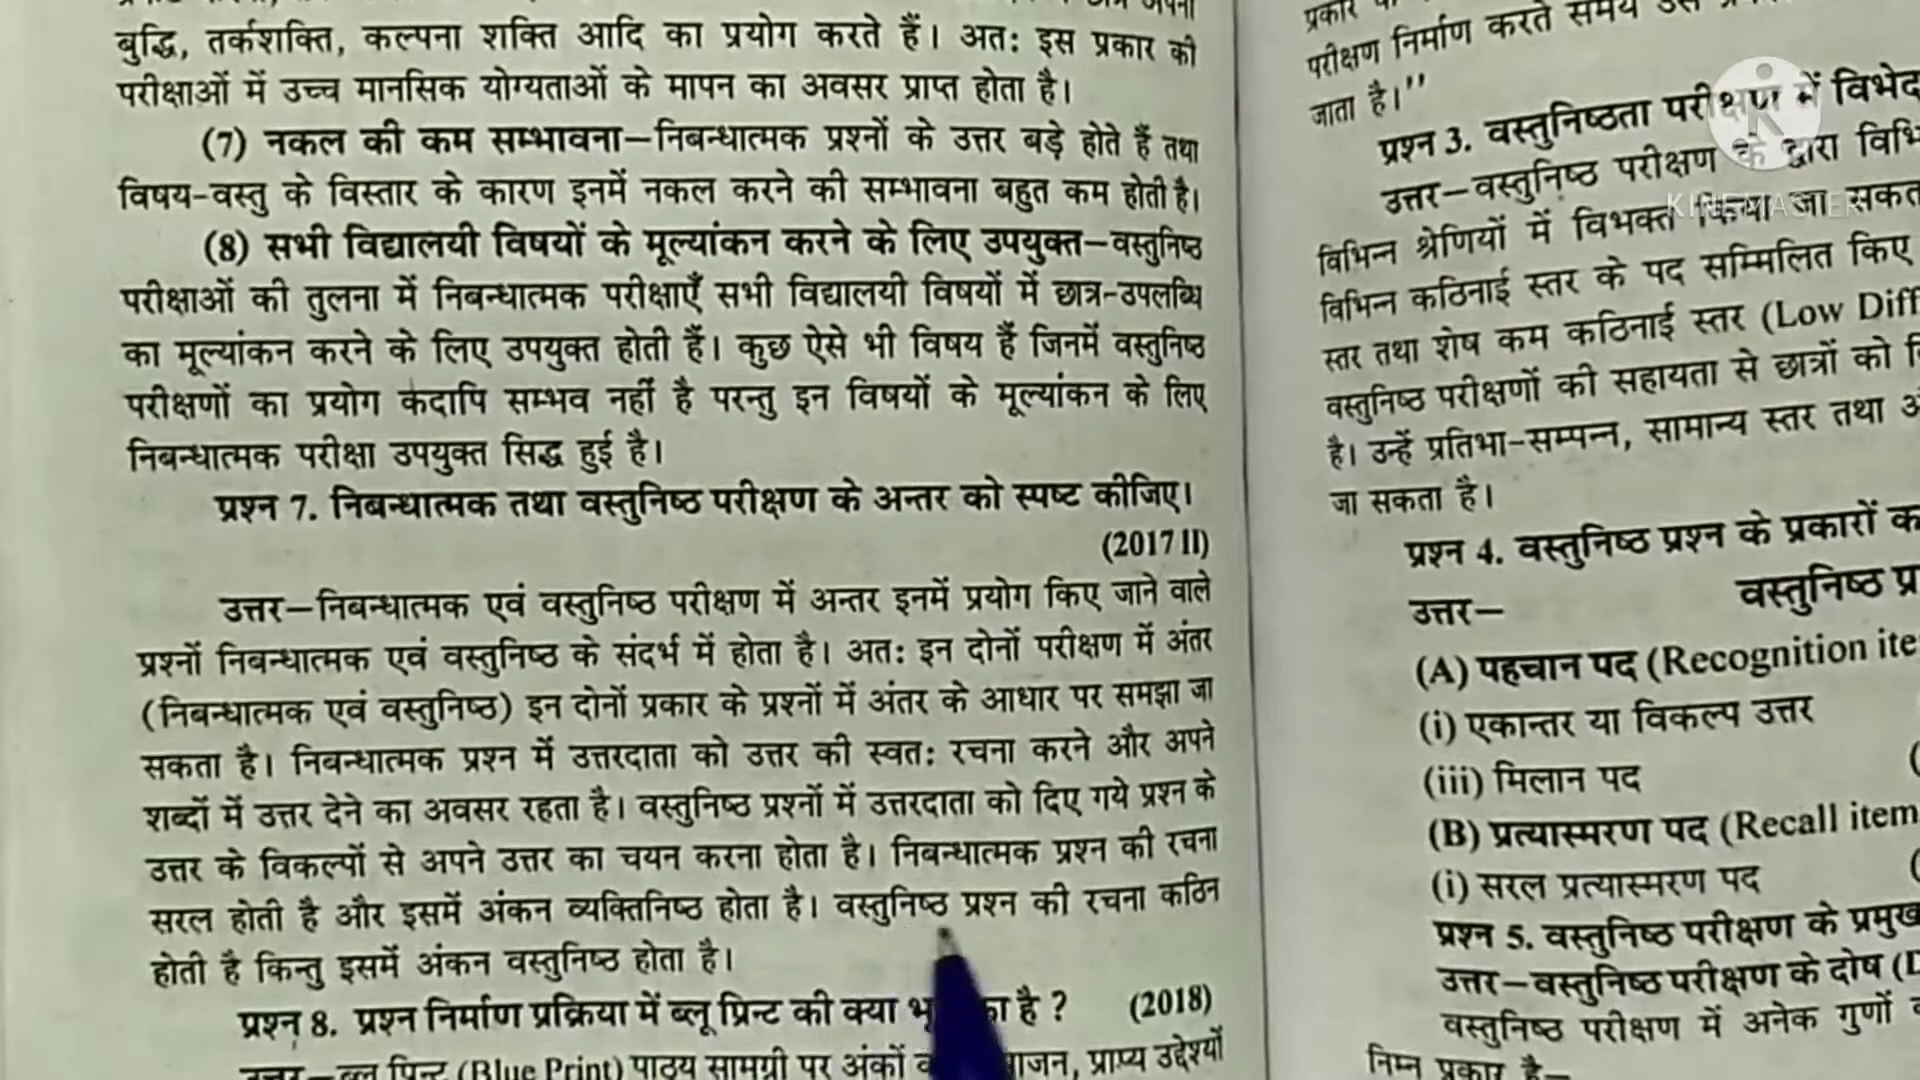 बुद्धि, तर्कशक्ति, कल्पना शक्ति आदि का प्रयोग करते हैं। अतः इस प्रकार की
परीक्षाओं में उच्च मानसिक योग्यताओं के मापन का अवसर प्राप्त होता है।
(7) नकल की कम सम्भावना—निबन्धात्मक प्रश्नों के उत्तर बड़े होते हैं तथा
विषय-वस्तु के विस्तार के कारण इनमें नकल करने की सम्भावना बहुत कम होती है।
(8) सभी विद्यालयी विषयों के मूल्यांकन करने के लिए उपयुक्त—वस्तुनिष्ठ
परीक्षाओं की तुलना में निबन्धात्मक परीक्षाएँ सभी विद्यालयी विषयों में छात्र-उपलब्धि
का मूल्यांकन करने के लिए उपयुक्त होती हैं। कुछ ऐसे भी विषय हैं जिनमें वस्तुनिष्ठ
परीक्षणों का प्रयोग कदापि सम्भव नहीं है परन्तु इन विषयों के मूल्यांकन के लिए
निबन्धात्मक परीक्षा उपयुक्त सिद्ध हुई है।
प्रश्न 7. निबन्धात्मक तथा वस्तुनिष्ठ परीक्षण के अन्तर को स्पष्ट कीजिए।
(2017 II)
उत्तर—निबन्धात्मक एवं वस्तुनिष्ठ परीक्षण में अन्तर इनमें प्रयोग किए जाने वाले
प्रश्नों निबन्धात्मक एवं वस्तुनिष्ठ के संदर्भ में होता है। अतः इन दोनों परीक्षण में अंतर
(निबन्धात्मक एवं वस्तुनिष्ठ) इन दोनों प्रकार के प्रश्नों में अंतर के आधार पर समझा जा
सकता है। निबन्धात्मक प्रश्न में उत्तरदाता को उत्तर की स्वतः रचना करने और अपने
शब्दों में उत्तर देने का अवसर रहता है। वस्तुनिष्ठ प्रश्नों में उत्तरदाता को दिए गये प्रश्न के
उत्तर के विकल्पों से अपने उत्तर का चयन करना होता है। निबन्धात्मक प्रश्न की रचना
सरल होती है और इसमें अंकन व्यक्तिनिष्ठ होता है। वस्तुनिष्ठ प्रश्न की रचना कठिन
होती है किन्तु इसमें अंकन वस्तुनिष्ठ होता है।
प्रश्न 8. प्रश्न निर्माण प्रक्रिया में ब्लू प्रिन्ट की क्या है ? (2018)
उत्तर—ब्लू प्रिन्ट (Blue Print) पाठ्य सामग्री पर अंकों प्राप्य उद्देश्यों
प्रकार
परीक्षण निर्माण करते समय
जाता है।"
प्रश्न 3. वस्तुनिष्ठता परीक्षण में
उत्तर—वस्तुनिष्ठ परीक्षण के द्वारा
विभिन्न श्रेणियों में विभक्त किया जा
विभिन्न कठिनाई स्तर के पद सम्मिलित किए
स्तर तथा शेष कम कठिनाई स्तर (Low
वस्तुनिष्ठ परीक्षणों की सहायता से छात्रों को
है। उन्हें प्रतिभा-सम्पन्न, सामान्य स्तर तथा
जा सकता है।
प्रश्न 4. वस्तुनिष्ठ प्रश्न के प्रकारों
वस्तुनिष्ठ
उत्तर—
(A) पहचान पद (Recognition
(i) एकान्तर या विकल्प उत्तर
(iii) मिलान पद
(B) प्रत्यास्मरण पद (Recall item
(i) सरल प्रत्यास्मरण पद
प्रश्न 5. वस्तुनिष्ठ परीक्षण के
उत्तर—वस्तुनिष्ठ परीक्षण के दोष
वस्तुनिष्ठ परीक्षण में अनेक गुणों
निम्न प्रकार है—
K
KINEMASTER